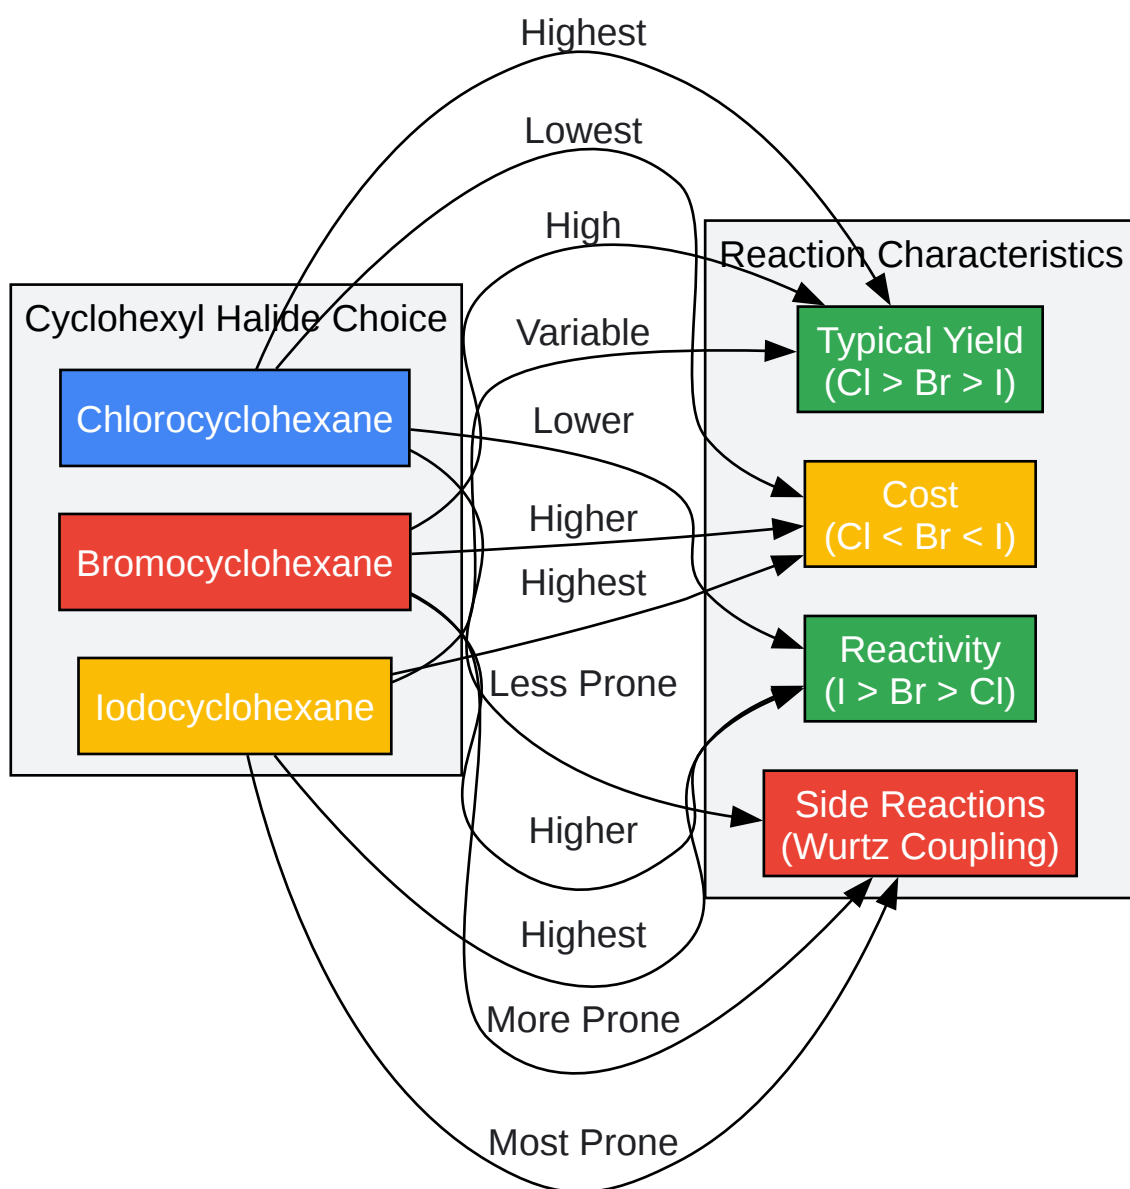 Highest
Lowest
High
Variable
Lower
Higher
Highest
Less Prone
Higher
Highest
More Prone
Most Prone
Cyclohexyl Halide Choice
Chlorocyclohexane
Bromocyclohexane
Iodocyclohexane
Reaction Characteristics
Typical Yield
(Cl > Br > I)
Cost
(Cl < Br < I)
Reactivity
(I > Br > Cl)
Side Reactions
(Wurtz Coupling)